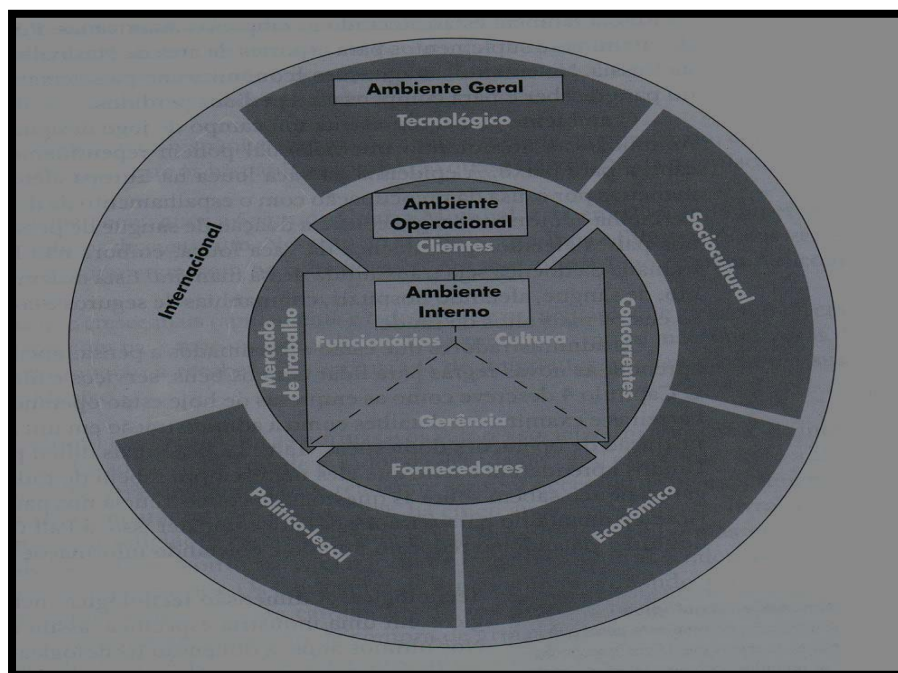 Ambiente Geral
Tecnológico
Sociocultural
Internacional
Ambiente
Operacional
Clientes
Ambiente
Interno
Mercado
de Trabalho
Funcionários
Cultura
Concorrentes
Gerência
Fornecedores
Político-legal
Econômico